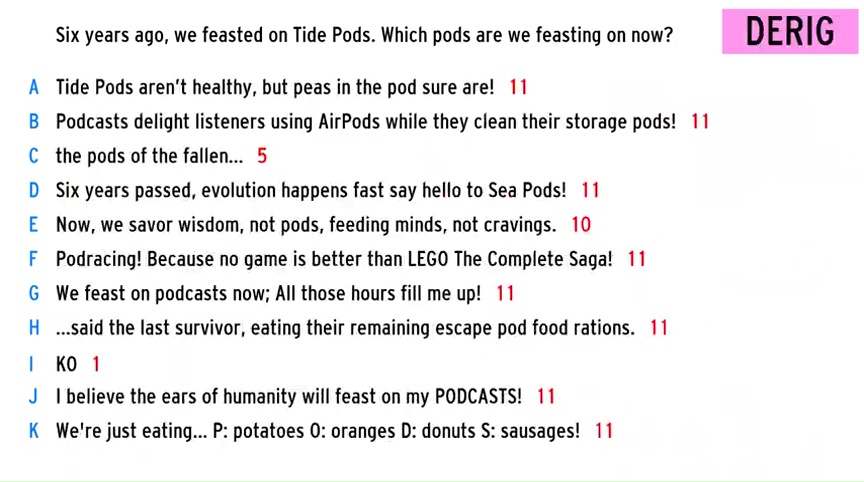 Six years ago, we feasted on Tide Pods. Which pods are we feasting on now?
DERIG
A Tide Pods aren't healthy, but peas in the pod sure are! 11
B Podcasts delight listeners using AirPods while they clean their storage pods! 11
C the pods of the fallen... 5
D Six years passed, evolution happens fast say hello to Sea Pods! 11
E Now, we savor wisdom, not pods, feeding minds, not cravings. 10
F Podracing! Because no game is better than LEGO The Complete Saga! 11
G We feast on podcasts now; All those hours fill me up! 11
H ...said the last survivor, eating their remaining escape pod food rations. 11
I KO 1
J I believe the ears of humanity will feast on my PODCASTS! 11
K We're just eating... P: potatoes O: oranges D: donuts S: sausages! 11